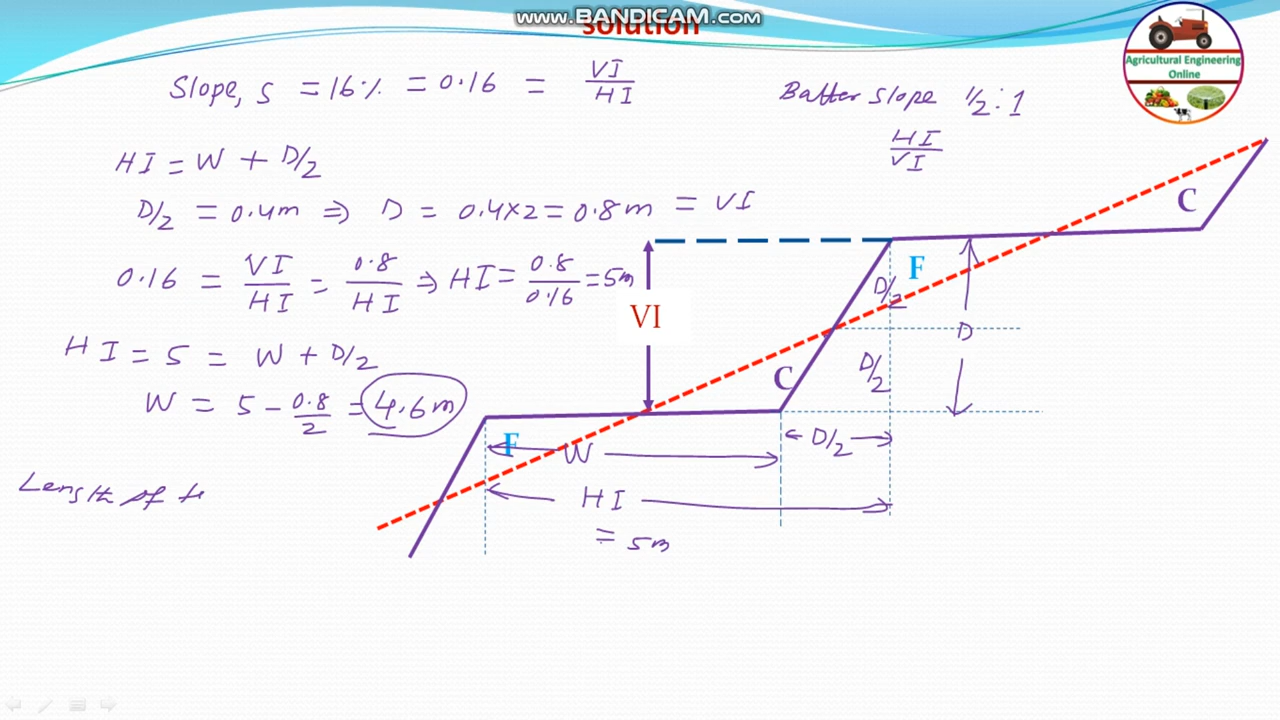 www.BANDICAM.com
solution
Agricultural Engineering
Online
Slope, S = 16% = 0.16 = VI/HI
Batter slope 1/2 : 1
HI/VI
HI = W + D/2
D/2 = 0.4m ⇒ D = 0.4×2 = 0.8m = VI
0.16 = VI/HI = 0.8/HI ⇒ HI = 0.8/0.16 = 5m
HI = 5 = W + D/2
W = 5 - 0.8/2 = 4.6m
Length of
C
F
D/2
VI
D
D/2
C
D/2
F
W
HI
= 5m